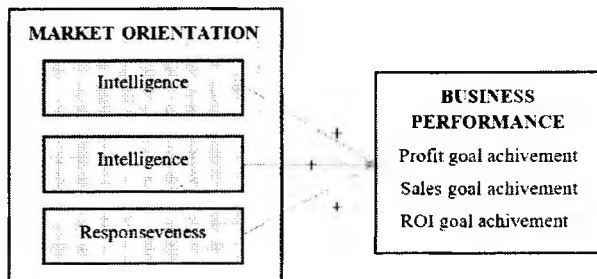 MARKET ORIENTATION
Intelligence
Intelligence
Responseveness
+
+
+
BUSINESS
PERFORMANCE
Profit goal achivement
Sales goal achivement
ROI goal achivement